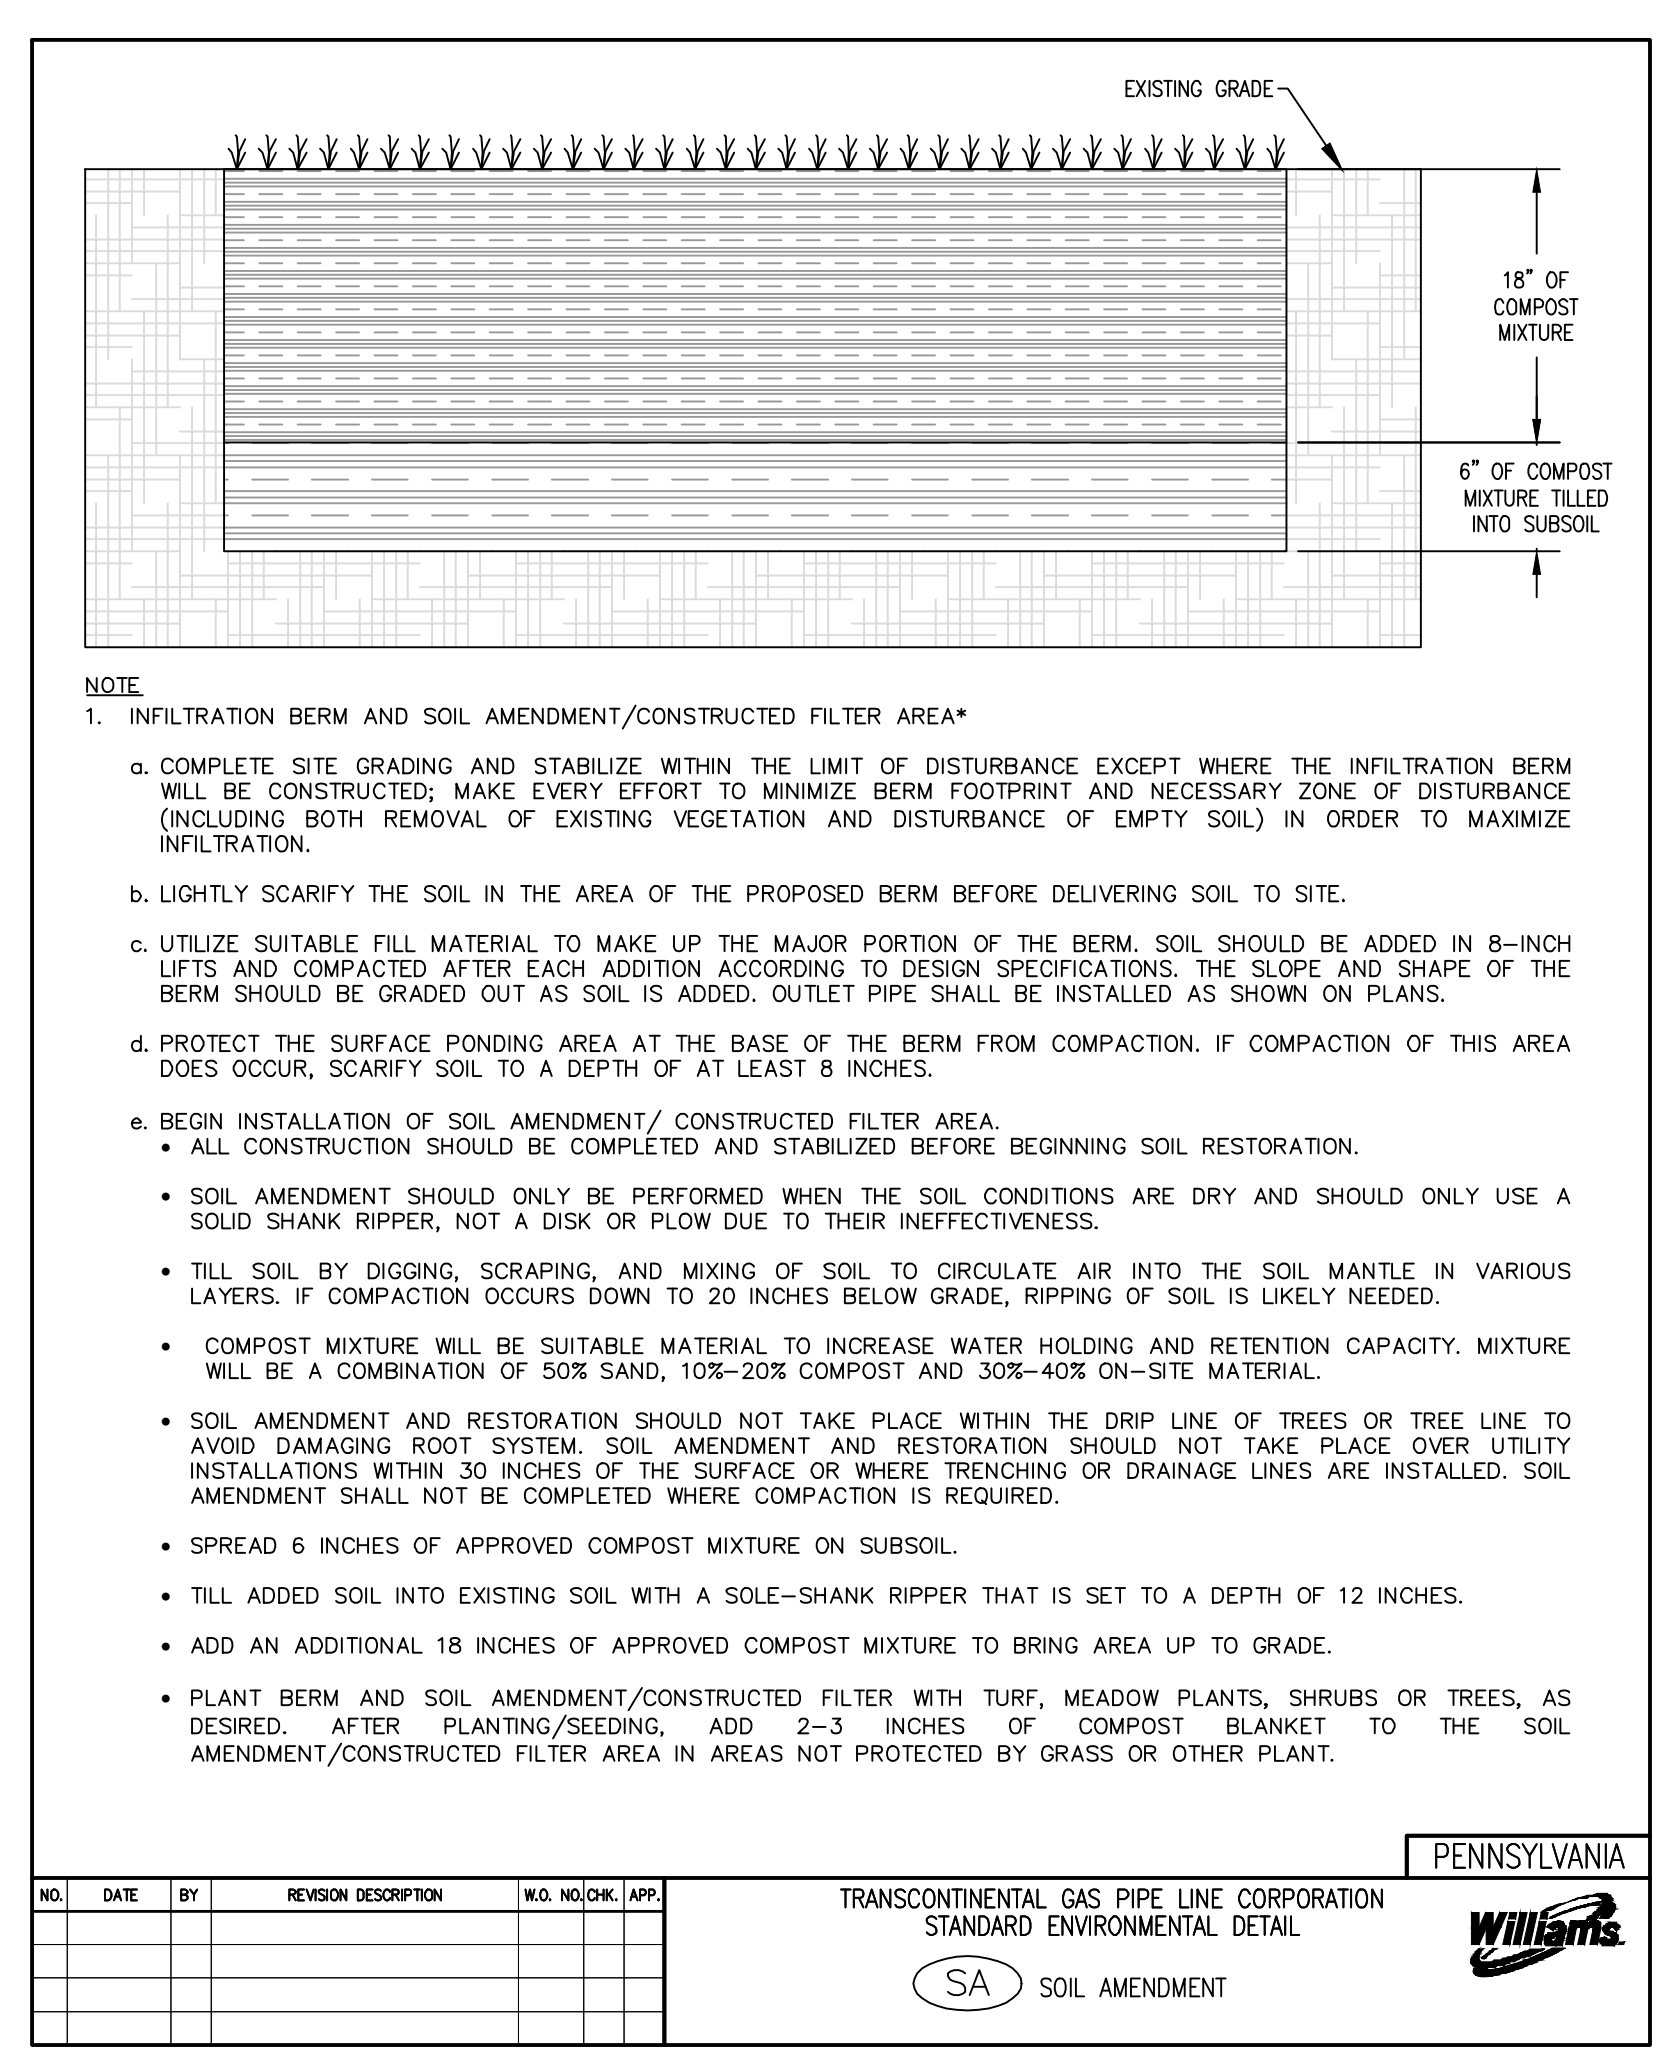 EXISTING GRADE
18" OF
COMPOST
MIXTURE
6" OF COMPOST
MIXTURE TILLED
INTO SUBSOIL
NOTE
1. INFILTRATION BERM AND SOIL AMENDMENT/CONSTRUCTED FILTER AREA*
a. COMPLETE SITE GRADING AND STABILIZE WITHIN THE LIMIT OF DISTURBANCE EXCEPT WHERE THE INFILTRATION BERM
WILL BE CONSTRUCTED; MAKE EVERY EFFORT TO MINIMIZE BERM FOOTPRINT AND NECESSARY ZONE OF DISTURBANCE
(INCLUDING BOTH REMOVAL OF EXISTING VEGETATION AND DISTURBANCE OF EMPTY SOIL) IN ORDER TO MAXIMIZE
INFILTRATION.
b. LIGHTLY SCARIFY THE SOIL IN THE AREA OF THE PROPOSED BERM BEFORE DELIVERING SOIL TO SITE.
c. UTILIZE SUITABLE FILL MATERIAL TO MAKE UP THE MAJOR PORTION OF THE BERM. SOIL SHOULD BE ADDED IN 8-INCH
LIFTS AND COMPACTED AFTER EACH ADDITION ACCORDING TO DESIGN SPECIFICATIONS. THE SLOPE AND SHAPE OF THE
BERM SHOULD BE GRADED OUT AS SOIL IS ADDED. OUTLET PIPE SHALL BE INSTALLED AS SHOWN ON PLANS.
d. PROTECT THE SURFACE PONDING AREA AT THE BASE OF THE BERM FROM COMPACTION. IF COMPACTION OF THIS AREA
DOES OCCUR, SCARIFY SOIL TO A DEPTH OF AT LEAST 8 INCHES.
e. BEGIN INSTALLATION OF SOIL AMENDMENT/ CONSTRUCTED FILTER AREA.
• ALL CONSTRUCTION SHOULD BE COMPLETED AND STABILIZED BEFORE BEGINNING SOIL RESTORATION.
• SOIL AMENDMENT SHOULD ONLY BE PERFORMED WHEN THE SOIL CONDITIONS ARE DRY AND SHOULD ONLY USE A
SOLID SHANK RIPPER, NOT A DISK OR PLOW DUE TO THEIR INEFFECTIVENESS.
• TILL SOIL BY DIGGING, SCRAPING, AND MIXING OF SOIL TO CIRCULATE AIR INTO THE SOIL MANTLE IN VARIOUS
LAYERS. IF COMPACTION OCCURS DOWN TO 20 INCHES BELOW GRADE, RIPPING OF SOIL IS LIKELY NEEDED.
• COMPOST MIXTURE WILL BE SUITABLE MATERIAL TO INCREASE WATER HOLDING AND RETENTION CAPACITY. MIXTURE
WILL BE A COMBINATION OF 50% SAND, 10%-20% COMPOST AND 30%-40% ON-SITE MATERIAL.
• SOIL AMENDMENT AND RESTORATION SHOULD NOT TAKE PLACE WITHIN THE DRIP LINE OF TREES OR TREE LINE TO
AVOID DAMAGING ROOT SYSTEM. SOIL AMENDMENT AND RESTORATION SHOULD NOT TAKE PLACE OVER UTILITY
INSTALLATIONS WITHIN 30 INCHES OF THE SURFACE OR WHERE TRENCHING OR DRAINAGE LINES ARE INSTALLED. SOIL
AMENDMENT SHALL NOT BE COMPLETED WHERE COMPACTION IS REQUIRED.
• SPREAD 6 INCHES OF APPROVED COMPOST MIXTURE ON SUBSOIL.
• TILL ADDED SOIL INTO EXISTING SOIL WITH A SOLE-SHANK RIPPER THAT IS SET TO A DEPTH OF 12 INCHES.
• ADD AN ADDITIONAL 18 INCHES OF APPROVED COMPOST MIXTURE TO BRING AREA UP TO GRADE.
• PLANT BERM AND SOIL AMENDMENT/CONSTRUCTED FILTER WITH TURF, MEADOW PLANTS, SHRUBS OR TREES, AS
DESIRED. AFTER PLANTING/SEEDING, ADD 2-3 INCHES OF COMPOST BLANKET TO THE SOIL
AMENDMENT/CONSTRUCTED FILTER AREA IN AREAS NOT PROTECTED BY GRASS OR OTHER PLANT.
PENNSYLVANIA
NO. DATE BY REVISION DESCRIPTION W.O. NO. CHK. APP.
TRANSCONTINENTAL GAS PIPE LINE CORPORATION
STANDARD ENVIRONMENTAL DETAIL
SA SOIL AMENDMENT
Williams